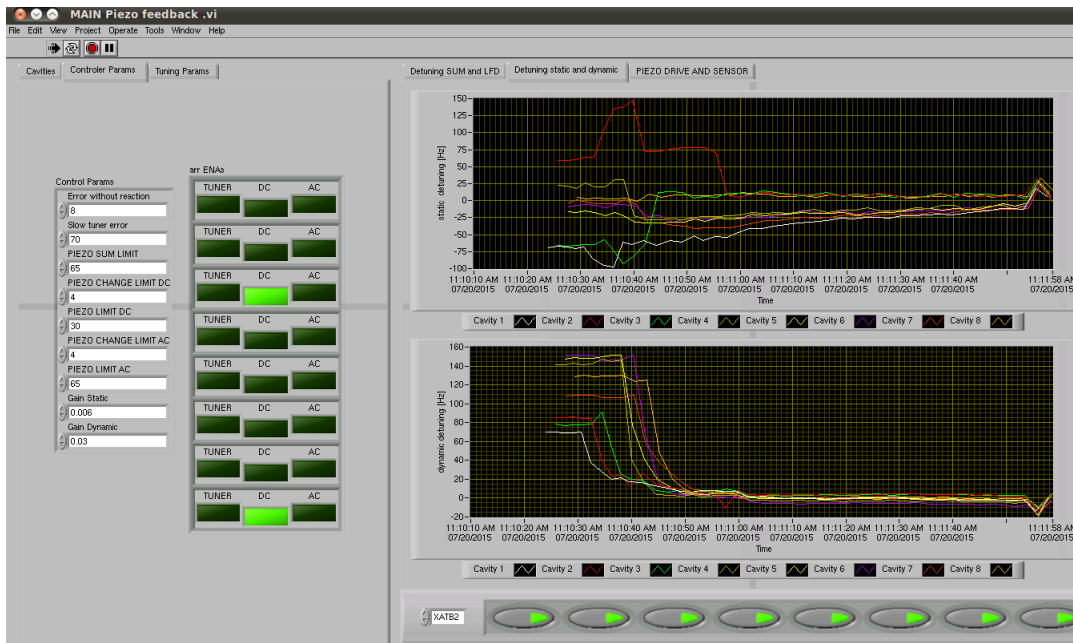 MAIN Piezo feedback .vi
File Edit View Project Operate Tools Window Help
Cavities Controler Params Tuning Params
Control Params
Error without reaction
8
Slow tuner error
70
PIEZO SUM LIMIT
65
PIEZO CHANGE LIMIT DC
4
PIEZO LIMIT DC
30
PIEZO CHANGE LIMIT AC
4
PIEZO LIMIT AC
65
Gain Static
0.006
Gain Dynamic
0.03
arr ENAs
TUNER DC AC
TUNER DC AC
TUNER DC AC
TUNER DC AC
TUNER DC AC
TUNER DC AC
TUNER DC AC
TUNER DC AC
Detuning SUM and LFD Detuning static and dynamic PIEZO DRIVE AND SENSOR
static detuning [Hz]
150
125
100
75
50
25
0
-25
-50
-75
-100
11:10:10 AM 11:10:20 AM 11:10:30 AM 11:10:40 AM 11:10:50 AM 11:11:00 AM 11:11:10 AM 11:11:20 AM 11:11:30 AM 11:11:40 AM 11:11:58 AM
07/20/2015 07/20/2015 07/20/2015 07/20/2015 07/20/2015 07/20/2015 07/20/2015 07/20/2015 07/20/2015 07/20/2015 07/20/2015
Time
Cavity 1 Cavity 2 Cavity 3 Cavity 4 Cavity 5 Cavity 6 Cavity 7 Cavity 8
dynamic detuning [Hz]
160
140
120
100
80
60
40
20
0
-20
11:10:10 AM 11:10:20 AM 11:10:30 AM 11:10:40 AM 11:10:50 AM 11:11:00 AM 11:11:10 AM 11:11:20 AM 11:11:30 AM 11:11:40 AM 11:11:58 AM
07/20/2015 07/20/2015 07/20/2015 07/20/2015 07/20/2015 07/20/2015 07/20/2015 07/20/2015 07/20/2015 07/20/2015 07/20/2015
Time
Cavity 1 Cavity 2 Cavity 3 Cavity 4 Cavity 5 Cavity 6 Cavity 7 Cavity 8
XATB2